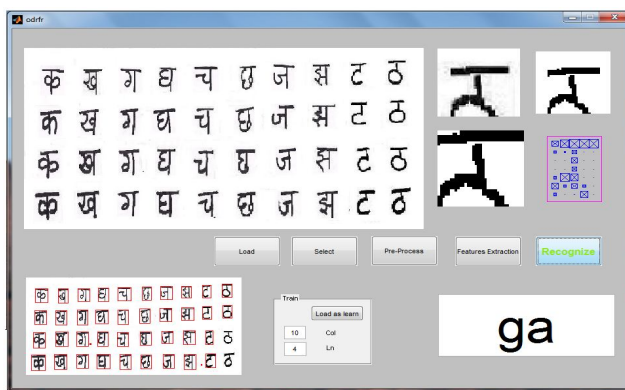 odrfr
क ख ग घ च छ ज झ ट ठ
क ख ग घ च छ ज झ ट ठ
क ख ग घ च छ ज झ ट ठ
क ख ग घ च छ ज झ ट ठ
Load
Select
Pre-Process
Features Extraction
Recognize
क ख ग घ च छ ज झ ट ठ
क ख ग घ च छ ज झ ट ठ
क ख ग घ च छ ज झ ट ठ
क ख ग घ च छ ज झ ट ठ
Train
Load as learn
10 Col
4 Ln
ga